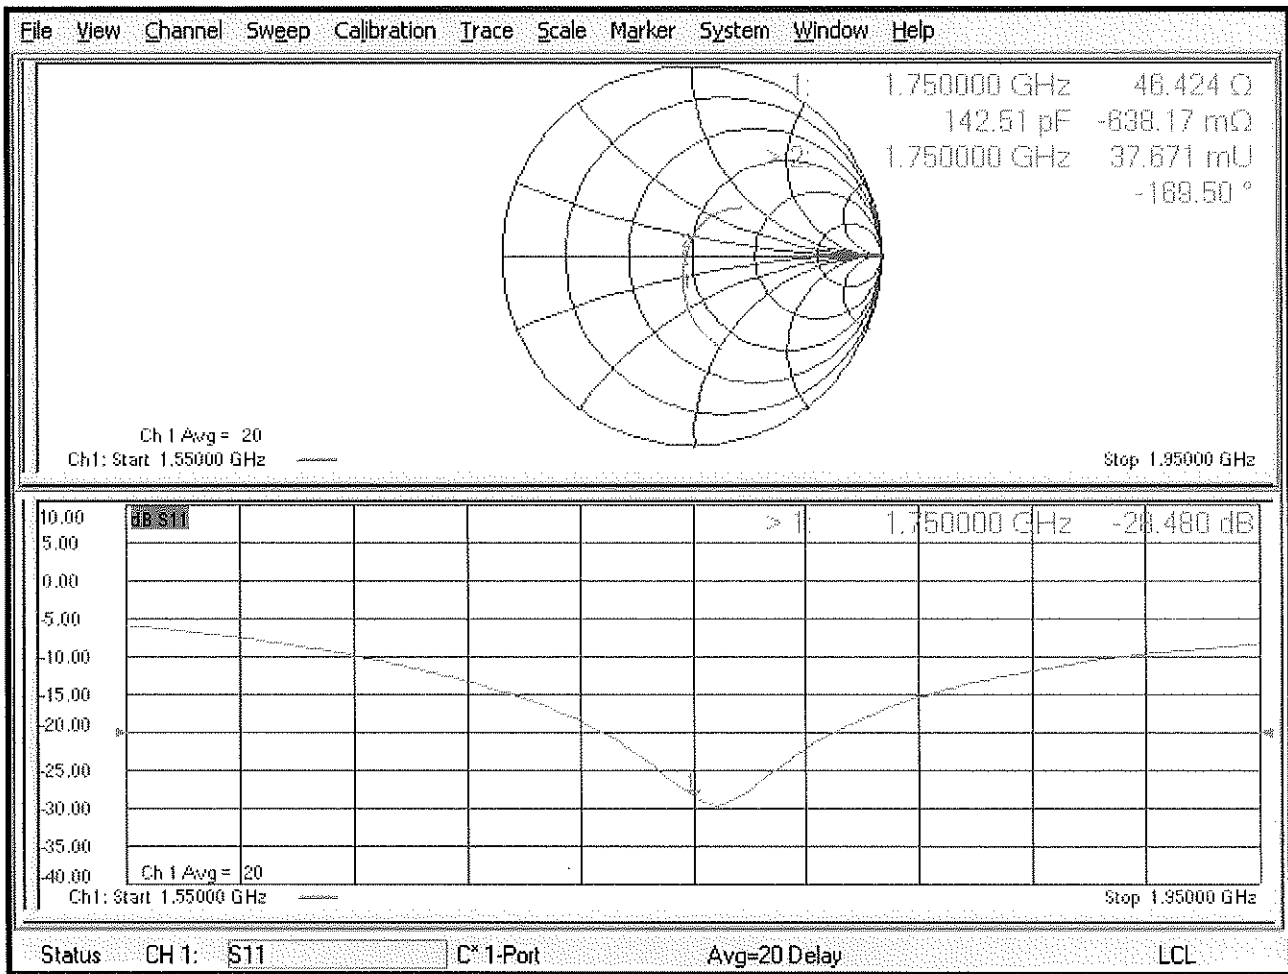 File View Channel Sweep Calibration Trace Scale Marker System Window Help
1: 1.750000 GHz 46.424 Ω
142.51 pF -638.17 mΩ
> 2: 1.750000 GHz 37.671 mU
-169.50 °
Ch 1 Avg = 20
Ch1: Start 1.55000 GHz
Stop 1.95000 GHz
10.00
dB S11
> 1: 1.750000 GHz -28.480 dB
5.00
0.00
-5.00
-10.00
-15.00
-20.00
-25.00
1
-30.00
-35.00
-40.00
Ch 1 Avg = 20
Ch1: Start 1.55000 GHz
Stop 1.95000 GHz
Status CH 1: S11 C* 1-Port Avg=20 Delay LCL